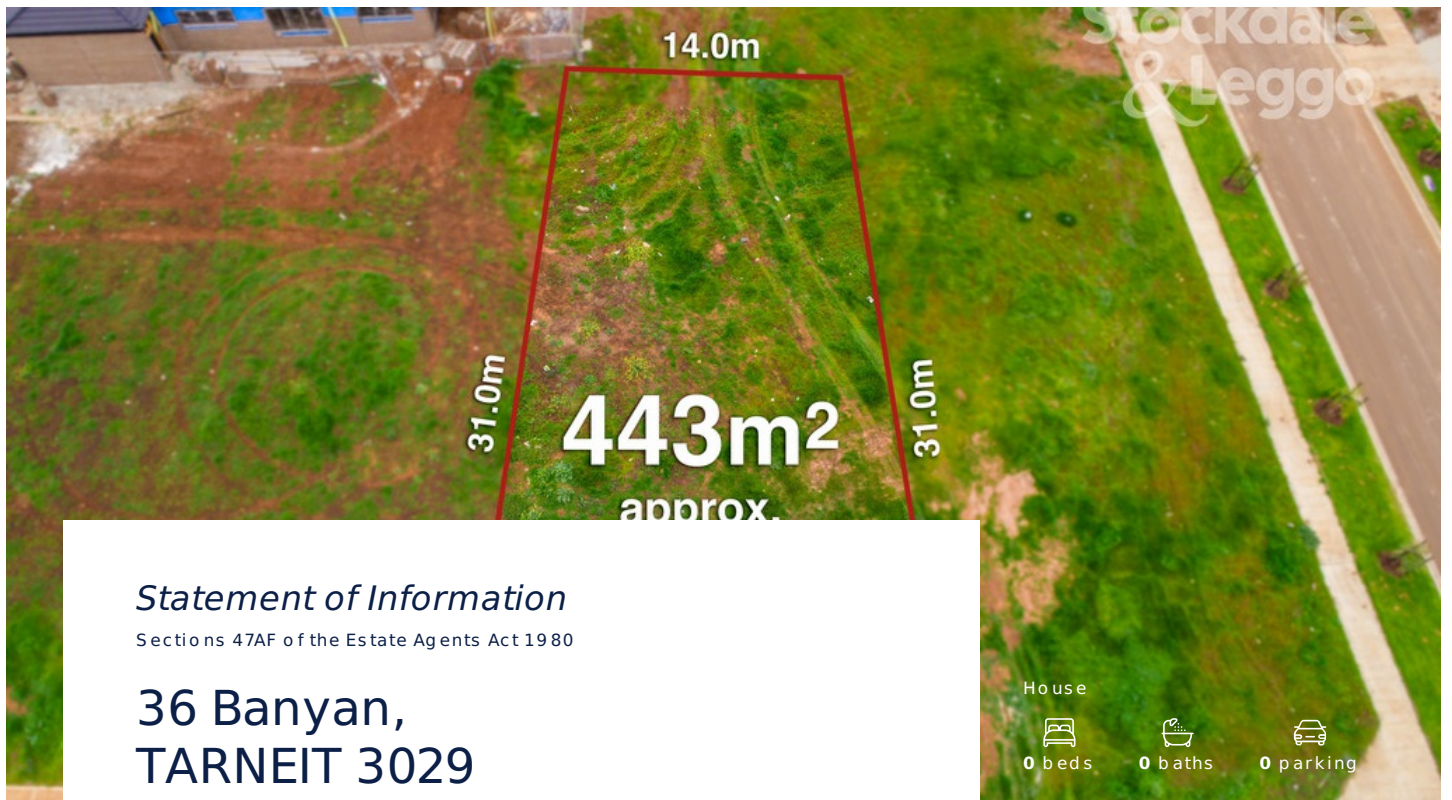 Stockdale
& Leggo
14.0m
31.0m
31.0m
443m²
approx.
Statement of Information
Sections 47AF of the Estate Agents Act 1980
36 Banyan,
TARNEIT 3029
House
0 beds
0 baths
0 parking